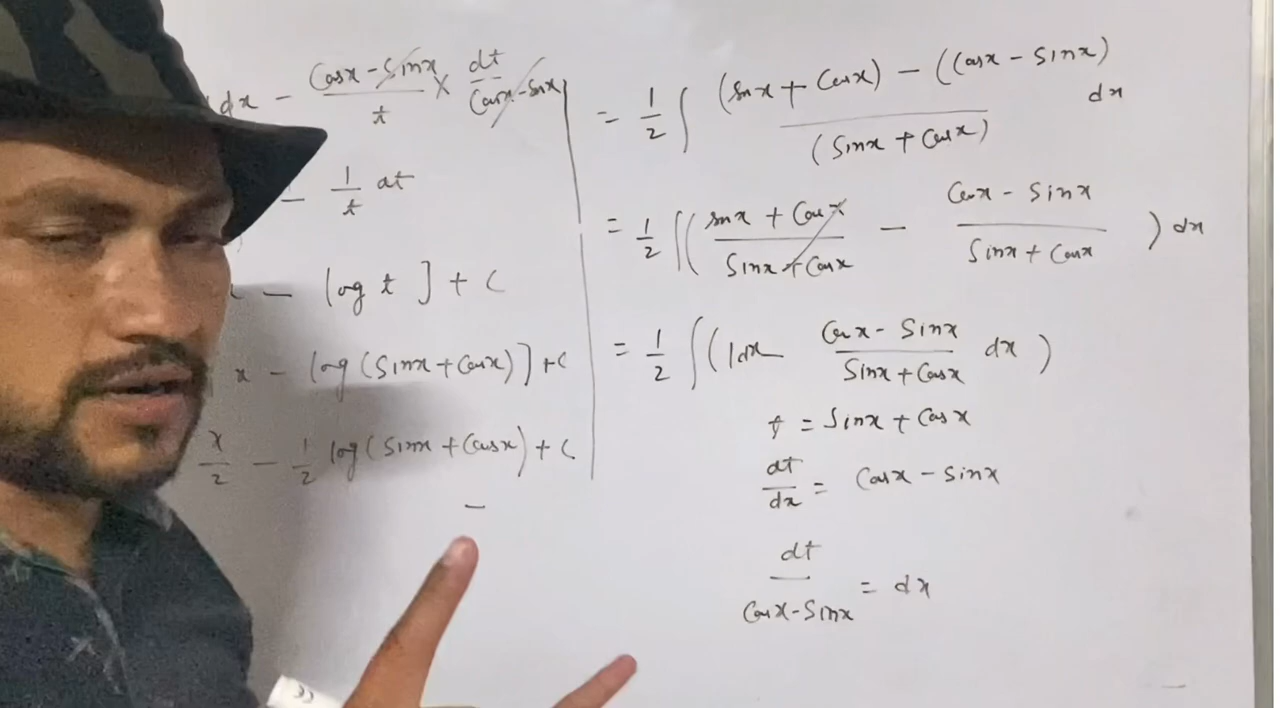 dx - Cosx - Sinx/t × dt/Cosx - Sinx
- 1/t dt
- log t ] + C
x - log (Sinx + Cosx)] + C
x/2 - 1/2 log (Sinx + Cosx) + C
= 1/2 ∫ (Sinx + Cosx) - (Cosx - Sinx)/(Sinx + Cosx) dx
= 1/2 ∫( Sinx + Cosx/Sinx + Cosx - Cosx - Sinx/Sinx + Cosx ) dx
= 1/2 ∫( 1dx Cosx - Sinx/Sinx + Cosx dx )
t = Sinx + Cosx
dt/dx = Cosx - Sinx
dt/Cosx - Sinx = dx